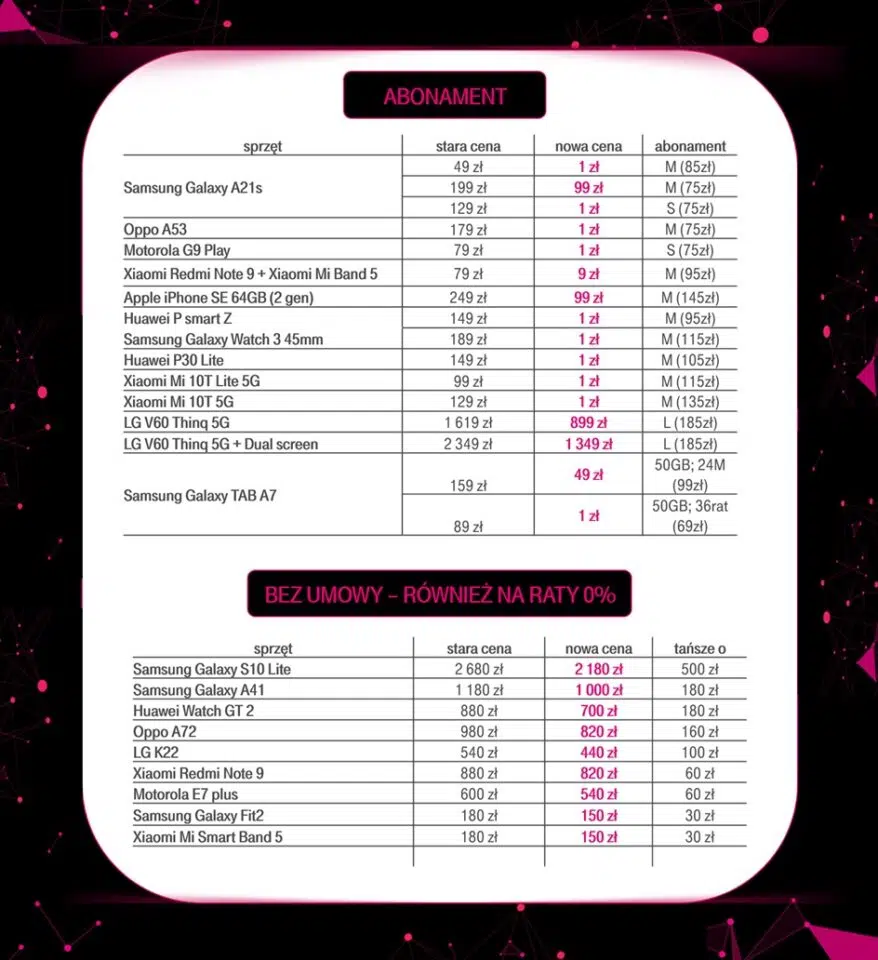 ABONAMENT
sprzęt stara cena nowa cena abonament
49 zł 1 zł M (85zł)
Samsung Galaxy A21s 199 zł 99 zł M (75zł)
129 zł 1 zł S (75zł)
Oppo A53 179 zł 1 zł M (75zł)
Motorola G9 Play 79 zł 1 zł S (75zł)
Xiaomi Redmi Note 9 + Xiaomi Mi Band 5 79 zł 9 zł M (95zł)
Apple iPhone SE 64GB (2 gen) 249 zł 99 zł M (145zł)
Huawei P smart Z 149 zł 1 zł M (95zł)
Samsung Galaxy Watch 3 45mm 189 zł 1 zł M (115zł)
Huawei P30 Lite 149 zł 1 zł M (105zł)
Xiaomi Mi 10T Lite 5G 99 zł 1 zł M (115zł)
Xiaomi Mi 10T 5G 129 zł 1 zł M (135zł)
LG V60 Thinq 5G 1 619 zł 899 zł L (185zł)
LG V60 Thinq 5G + Dual screen 2 349 zł 1 349 zł L (185zł)
Samsung Galaxy TAB A7
159 zł 49 zł 50GB; 24M
(99zł)
89 zł 1 zł 50GB; 36rat
(69zł)
BEZ UMOWY – RÓWNIEŻ NA RATY 0%
sprzęt stara cena nowa cena tańsze o
Samsung Galaxy S10 Lite 2 680 zł 2 180 zł 500 zł
Samsung Galaxy A41 1 180 zł 1 000 zł 180 zł
Huawei Watch GT 2 880 zł 700 zł 180 zł
Oppo A72 980 zł 820 zł 160 zł
LG K22 540 zł 440 zł 100 zł
Xiaomi Redmi Note 9 880 zł 820 zł 60 zł
Motorola E7 plus 600 zł 540 zł 60 zł
Samsung Galaxy Fit2 180 zł 150 zł 30 zł
Xiaomi Mi Smart Band 5 180 zł 150 zł 30 zł